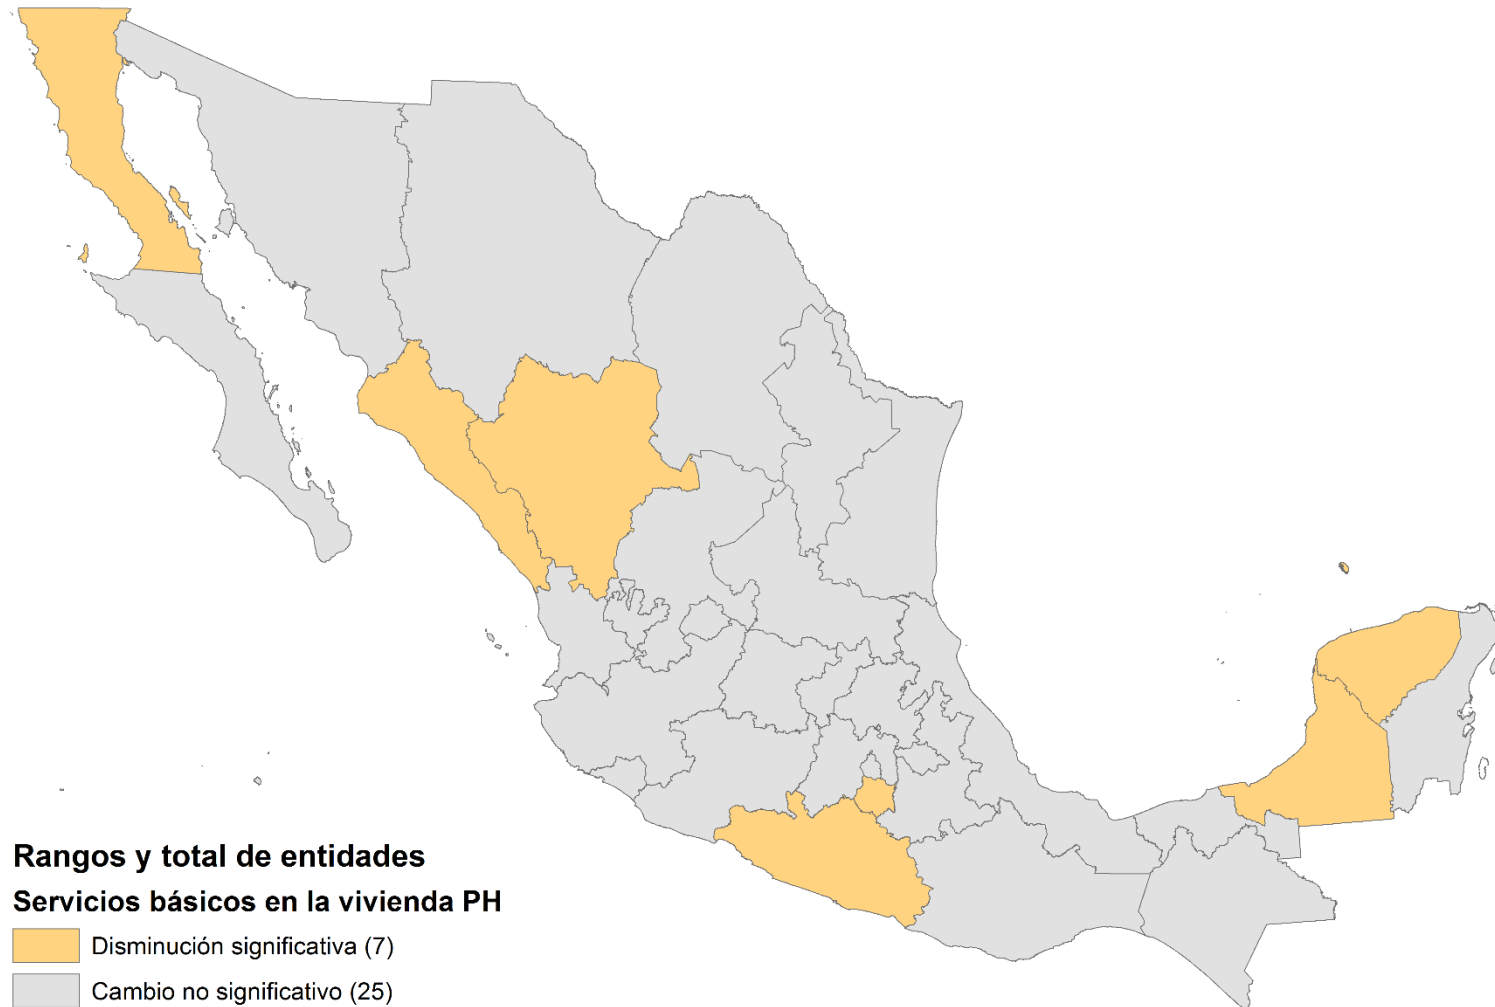 Rangos y total de entidades
Servicios básicos en la vivienda PH
Disminución significativa (7)
Cambio no significativo (25)